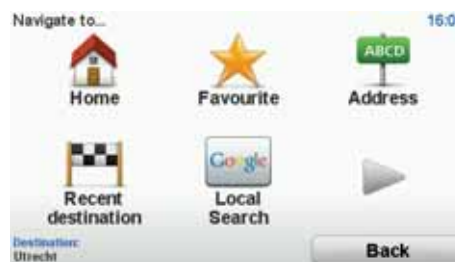 Navigate to...
16:0
Home
Favourite
ABCD
Address
Recent
destination
Google
Local
Search
Destination:
Utrecht
Back